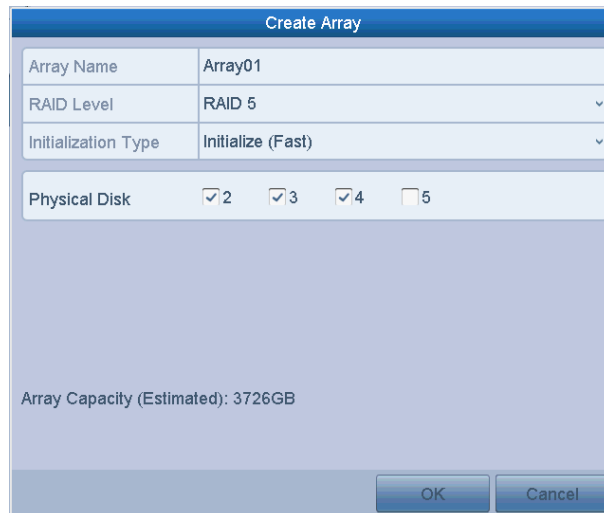 Create Array
Array Name Array01
RAID Level RAID 5
Initialization Type Initialize (Fast)
Physical Disk 2 3 4 5
Array Capacity (Estimated): 3726GB
OK Cancel